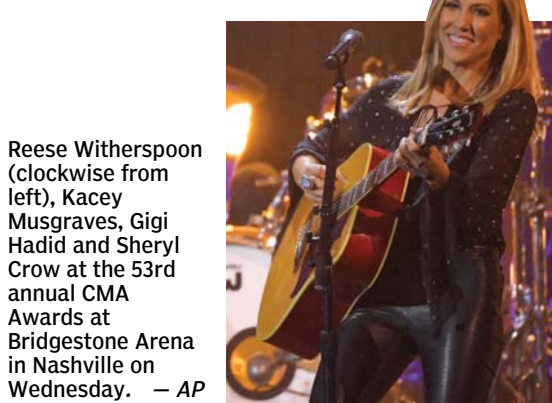 Reese Witherspoon
(clockwise from
left), Kacey
Musgraves, Gigi
Hadid and Sheryl
Crow at the 53rd
annual CMA
Awards at
Bridgestone Arena
in Nashville on
Wednesday. — AP